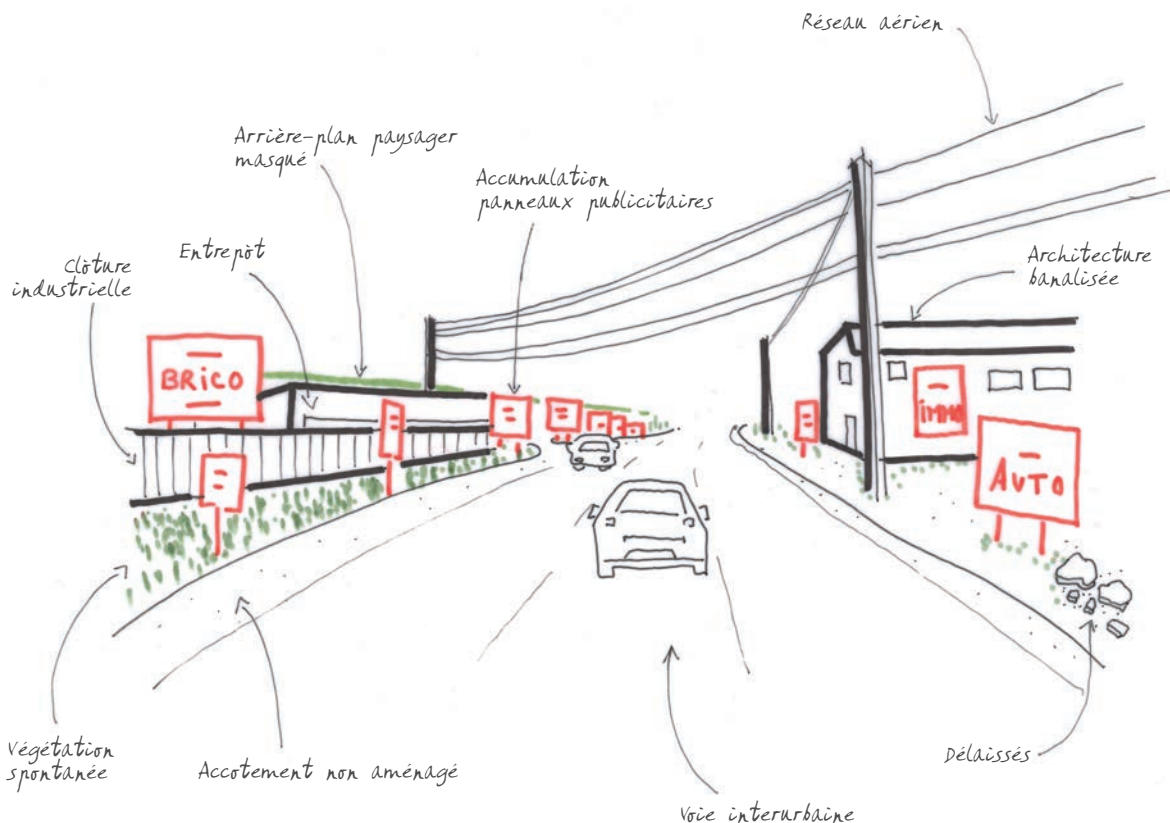 Réseau aérien
Arrière-plan paysager
masqué
Accumulation
panneaux publicitaires
Entrepôt
Clôture
industrielle
Architecture
banalisée
BRiCO
iMMO
AUTO
Végétation
spontanée
Accotement non aménagé
Délaissés
Voie interurbaine